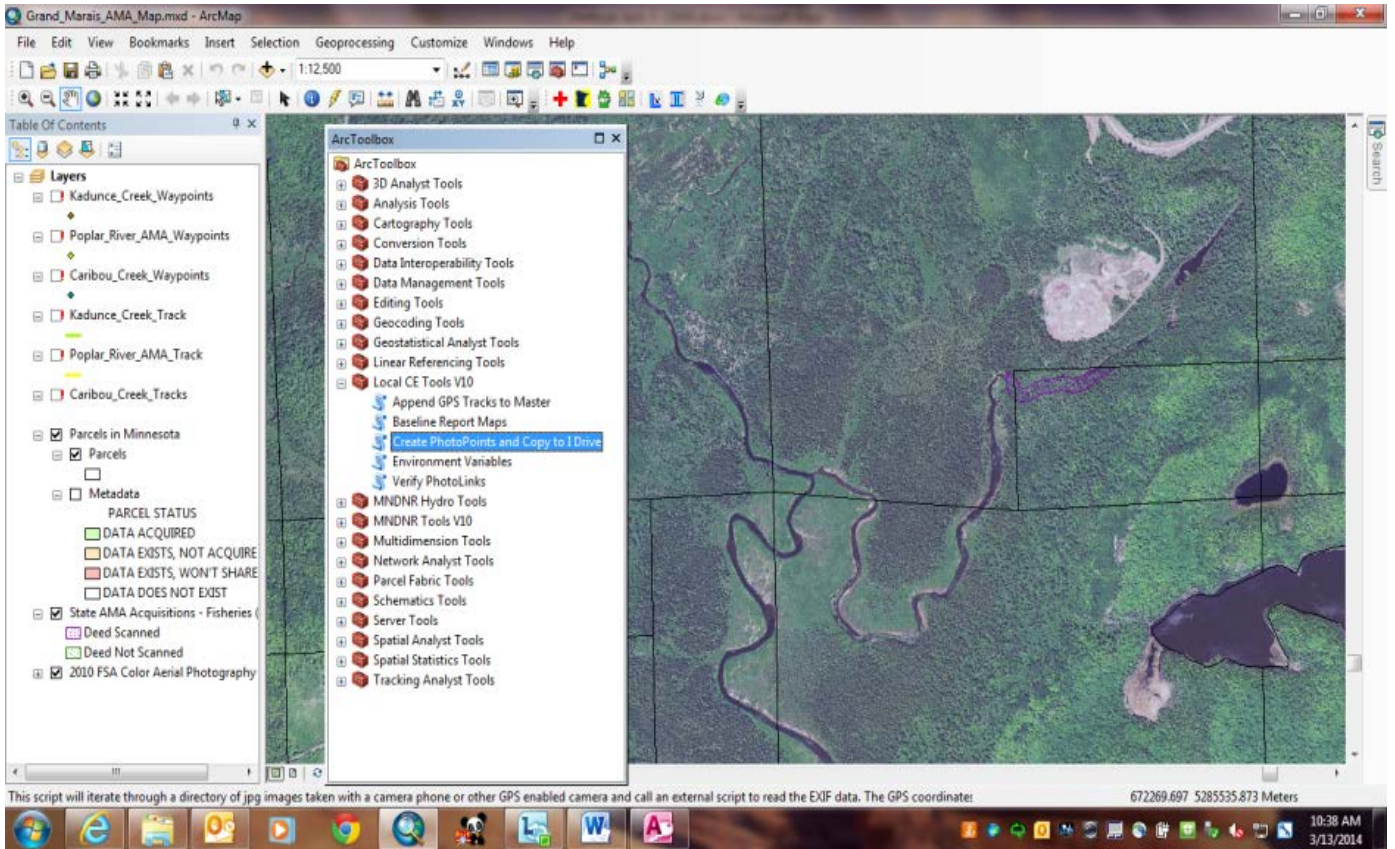 Grand_Marais_AMA_Map.mxd - ArcMap
File Edit View Bookmarks Insert Selection Geoprocessing Customize Windows Help
1:12,500
Table Of Contents
Layers
Kadunce_Creek_Waypoints
Poplar_River_AMA_Waypoints
Caribou_Creek_Waypoints
Kadunce_Creek_Track
Poplar_River_AMA_Track
Caribou_Creek_Tracks
Parcels in Minnesota
Parcels
Metadata
PARCEL STATUS
DATA ACQUIRED
DATA EXISTS, NOT ACQUIRE
DATA EXISTS, WON'T SHARE
DATA DOES NOT EXIST
State AMA Acquisitions - Fisheries (
Deed Scanned
Deed Not Scanned
2010 FSA Color Aerial Photography
ArcToolbox
ArcToolbox
3D Analyst Tools
Analysis Tools
Cartography Tools
Conversion Tools
Data Interoperability Tools
Data Management Tools
Editing Tools
Geocoding Tools
Geostatistical Analyst Tools
Linear Referencing Tools
Local CE Tools V10
Append GPS Tracks to Master
Baseline Report Maps
Create PhotoPoints and Copy to I Drive
Environment Variables
Verify PhotoLinks
MNDNR Hydro Tools
MNDNR Tools V10
Multidimension Tools
Network Analyst Tools
Parcel Fabric Tools
Schematics Tools
Server Tools
Spatial Analyst Tools
Spatial Statistics Tools
Tracking Analyst Tools
Search
This script will iterate through a directory of jpg images taken with a camera phone or other GPS enabled camera and call an external script to read the EXIF data. The GPS coordinate:
672269.697 5285535.873 Meters
10:38 AM
3/13/2014